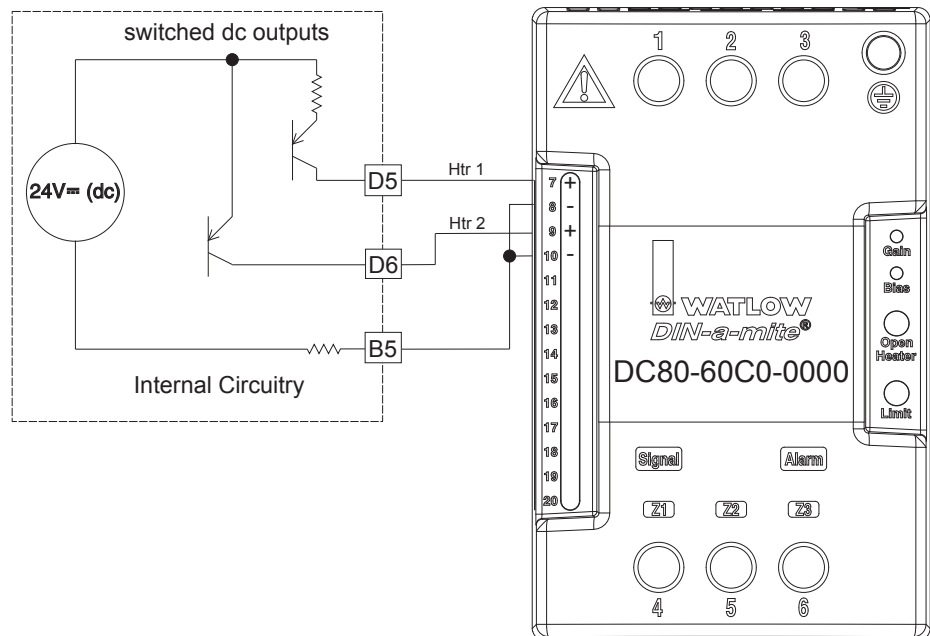 switched dc outputs
24V⎓ (dc)
D5
D6
B5
Htr 1
Htr 2
Internal Circuitry
1 2 3
7 +
8 -
9 +
10 -
11
12
13
14
15
16
17
18
19
20
WATLOW
DIN-a-mite®
DC80-60C0-0000
Gain
Bias
Open
Heater
Limit
Signal Alarm
Z1 Z2 Z3
4 5 6